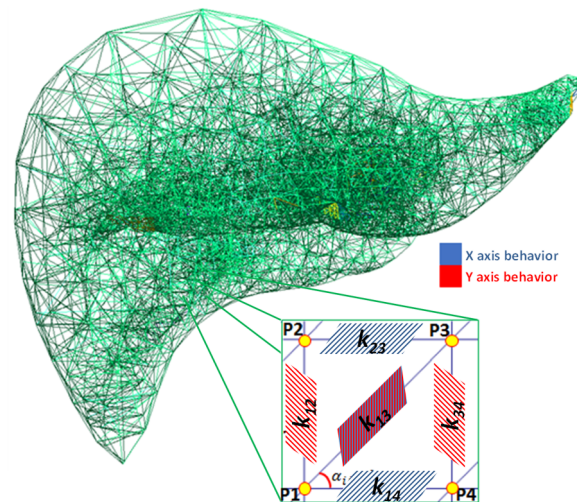 X axis behavior
Y axis behavior
P2
k23
P3
k12
k13
k34
αi
P1
k14
P4